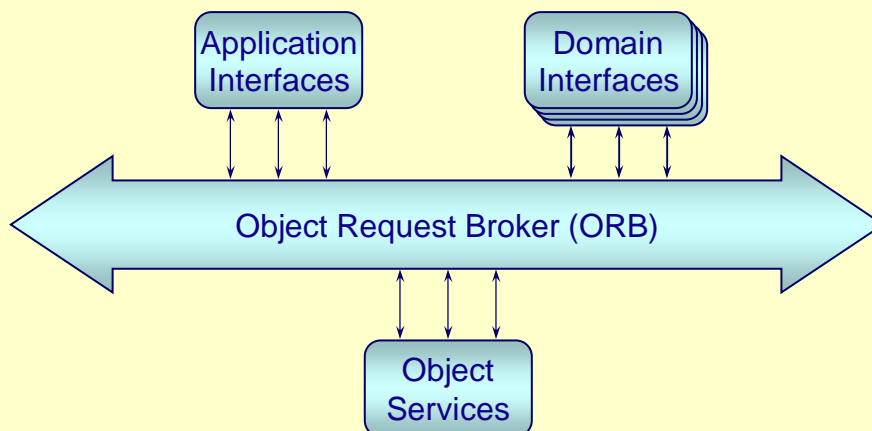 Application
Interfaces
Domain
Interfaces
Object Request Broker (ORB)
Object
Services